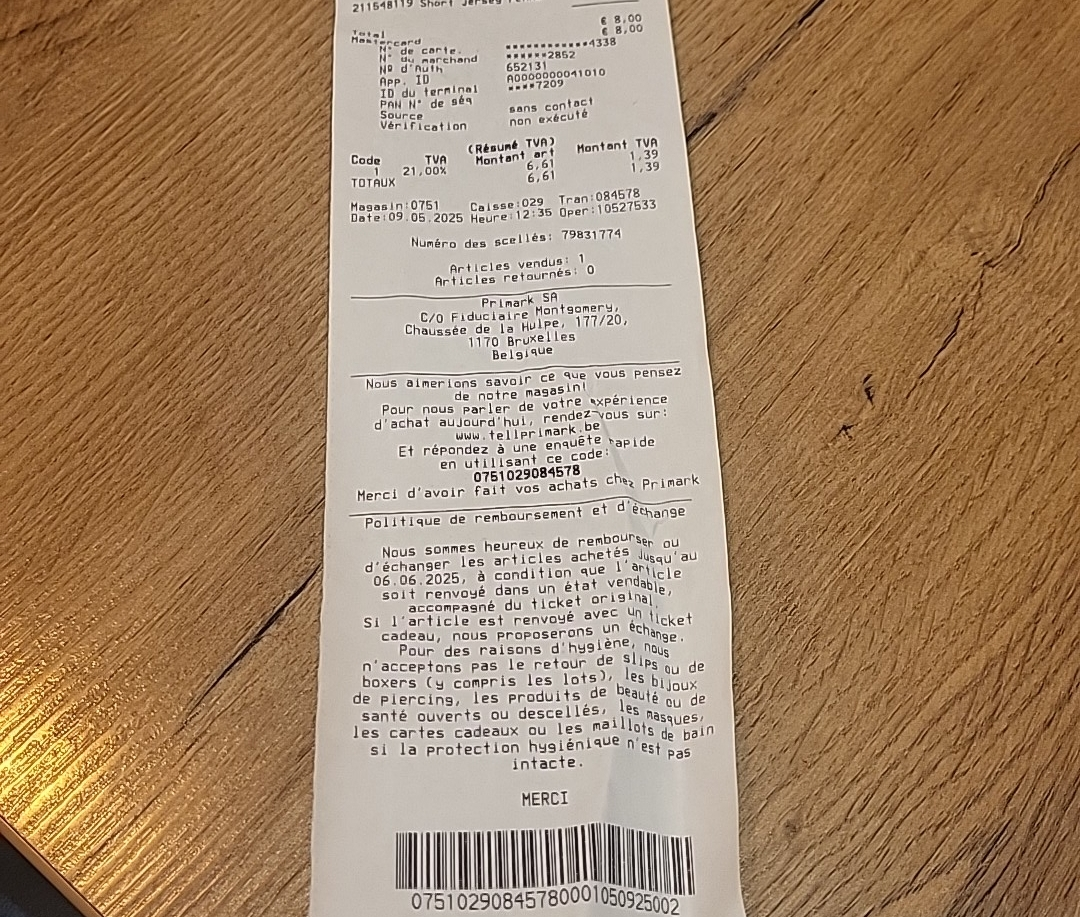 211548119 Short Jersey
€ 8,00
Total
€ 8,00
Mastercard
N° de carte. ************4338
N° du marchand ******2852
Nº d'Auth 652131
App. ID A0000000041010
ID du terminal ****7209
PAN N° de séq
Source sans contact
Vérification non exécuté
(Résumé TVA)
Code TVA Montant art Montant TVA
1 21,00% 6,61 1,39
TOTAUX 6,61 1,39
Magasin:0751 Caisse:029 Tran:084578
Date:09.05.2025 Heure:12:35 Oper:10527533
Numéro des scellés: 79831774
Articles vendus: 1
Articles retournés: 0
Primark SA
C/O Fiduciaire Montgomery,
Chaussée de la Hulpe, 177/20,
1170 Bruxelles
Belgique
Nous aimerions savoir ce que vous pensez
de notre magasin!
Pour nous parler de votre expérience
d'achat aujourd'hui, rendez-vous sur:
www.tellprimark.be
Et répondez à une enquête rapide
en utilisant ce code:
0751029084578
Merci d'avoir fait vos achats chez Primark
Politique de remboursement et d'échange
Nous sommes heureux de rembourser ou
d'échanger les articles achetés jusqu'au
06.06.2025, à condition que l'article
soit renvoyé dans un état vendable,
accompagné du ticket original.
Si l'article est renvoyé avec un ticket
cadeau, nous proposerons un échange.
Pour des raisons d'hygiène, nous
n'acceptons pas le retour de slips ou de
boxers (y compris les lots), les bijoux
de piercing, les produits de beauté ou de
santé ouverts ou descellés, les masques,
les cartes cadeaux ou les maillots de bain
si la protection hygiénique n'est pas
intacte.
MERCI
0751029084578000105092​5002